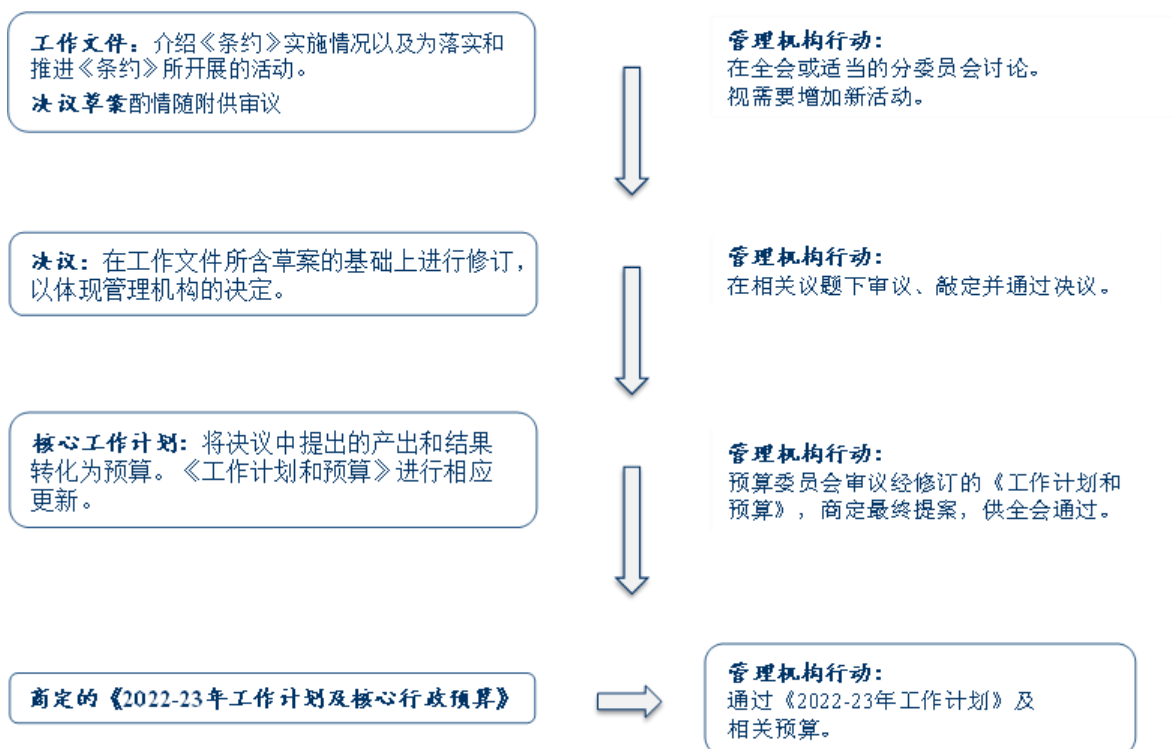 工作文件：介绍《条约》实施情况以及为落实和
推进《条约》所开展的活动。
决议草案酌情随附供审议
管理机构行动：
在全会或适当的分委员会讨论。
视需要增加新活动。
决议：在工作文件所含草案的基础上进行修订，
以体现管理机构的决定。
管理机构行动：
在相关议题下审议、敲定并通过决议。
核心工作计划：将决议中提出的产出和结果
转化为预算。《工作计划和预算》进行相应
更新。
管理机构行动：
预算委员会审议经修订的《工作计划和
预算》，商定最终提案，供全会通过。
商定的《2022-23年工作计划及核心行政预算》
管理机构行动：
通过《2022-23年工作计划》及
相关预算。